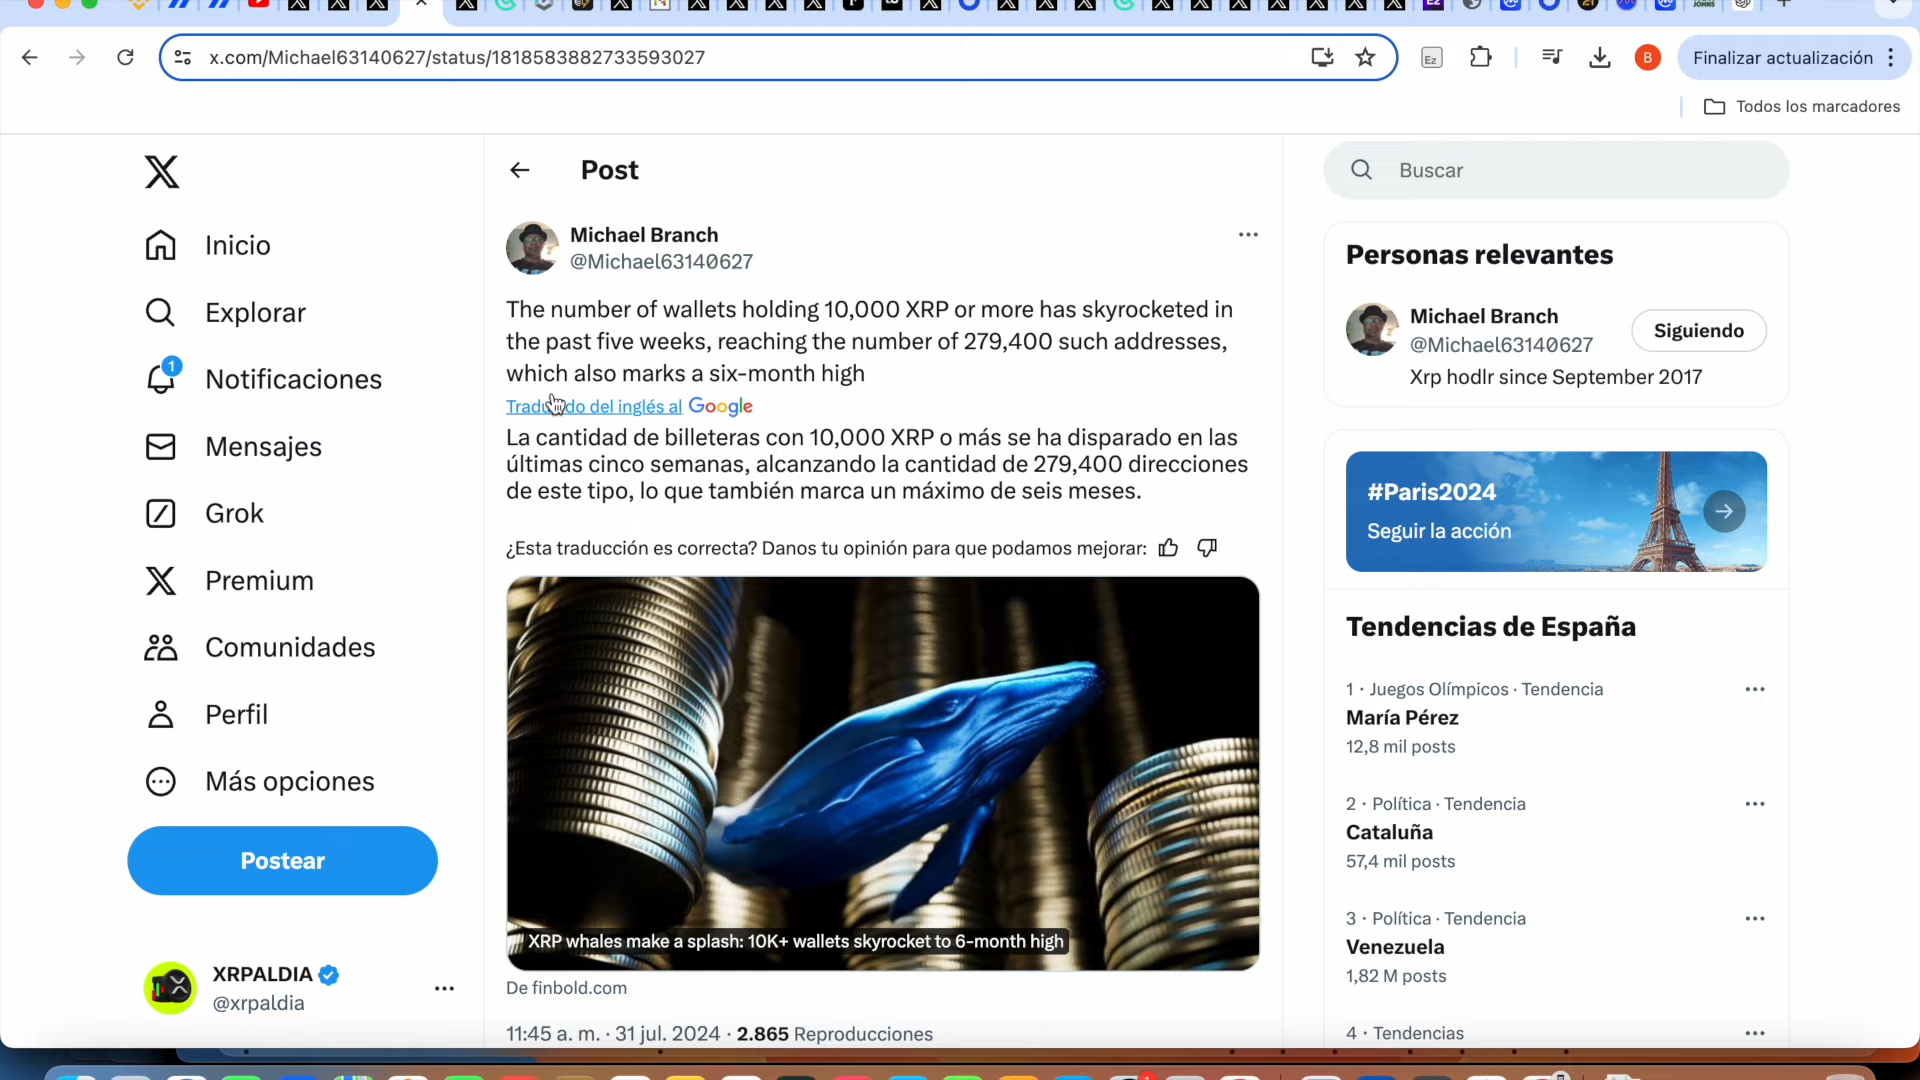 x.com/Michael63140627/status/1818583882733593027
Ez
B
Finalizar actualización
Todos los marcadores
Inicio
Explorar
1
Notificaciones
Mensajes
Grok
Premium
Comunidades
Perfil
Más opciones
Postear
XRPALDIA
@xrpaldia
Post
Michael Branch
@Michael63140627
The number of wallets holding 10,000 XRP or more has skyrocketed in
the past five weeks, reaching the number of 279,400 such addresses,
which also marks a six-month high
del inglés al Google
La cantidad de billeteras con 10,000 XRP o más se ha disparado en las
últimas cinco semanas, alcanzando la cantidad de 279,400 direcciones
de este tipo, lo que también marca un máximo de seis meses.
¿Esta traducción es correcta? Danos tu opinión para que podamos mejorar:
XRP whales make a splash: 10K+ wallets skyrocket to 6-month high
De finbold.com
11:45 a. m. · 31 jul. 2024 · 2.865 Reproducciones
Buscar
Personas relevantes
Michael Branch
@Michael63140627
Siguiendo
Xrp hodlr since September 2017
#Paris2024
Seguir la acción
Tendencias de España
1 · Juegos Olímpicos · Tendencia
María Pérez
12,8 mil posts
2 · Política · Tendencia
Cataluña
57,4 mil posts
3 · Política · Tendencia
Venezuela
1,82 M posts
4 · Tendencias